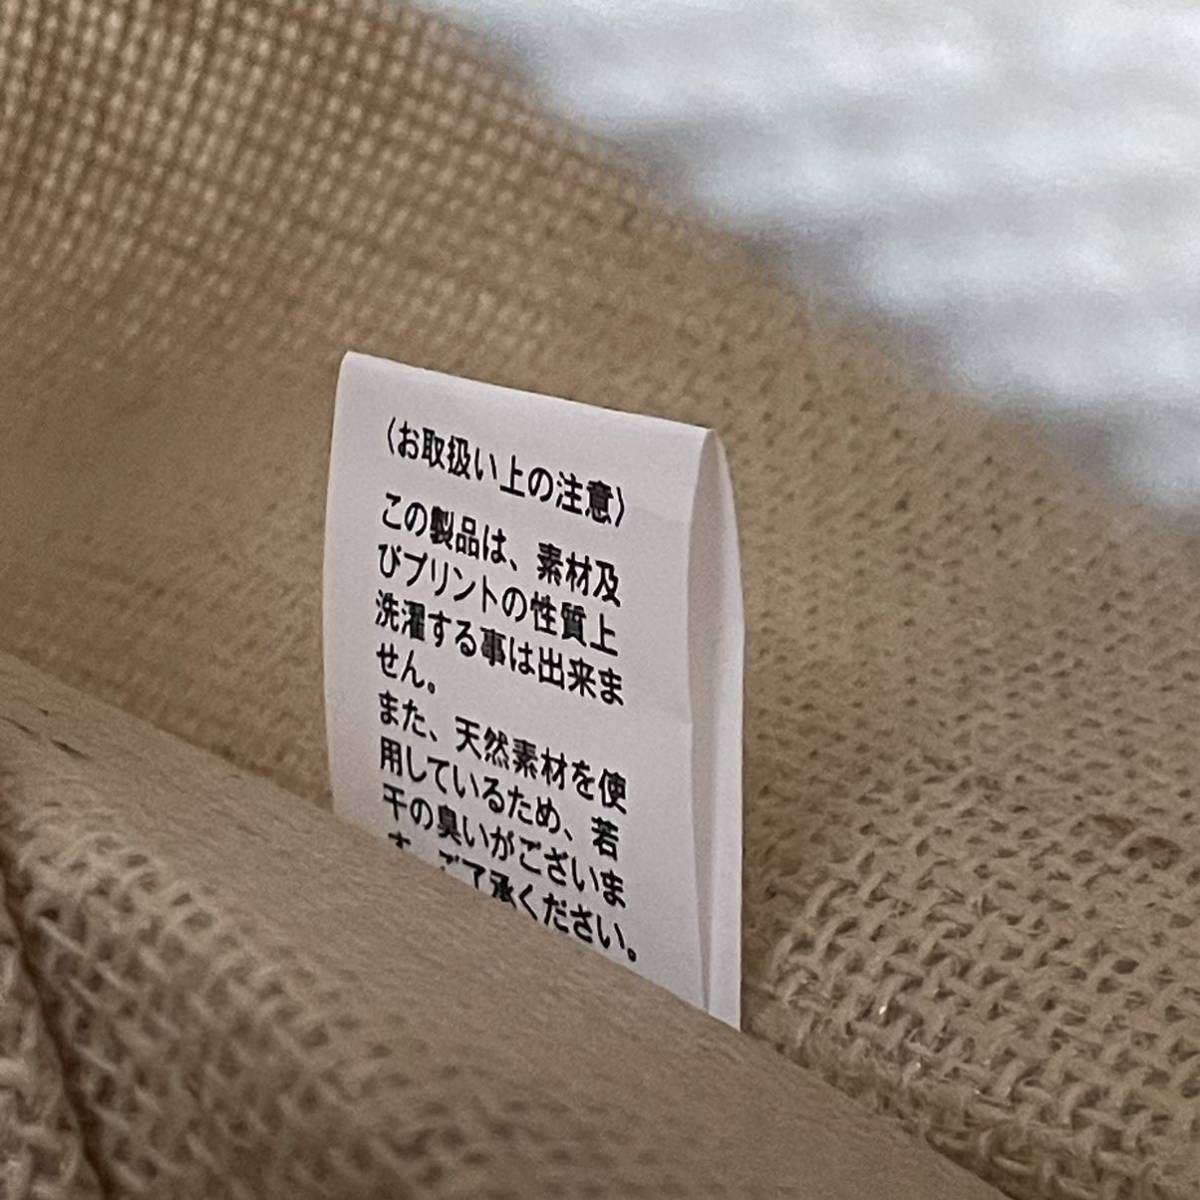 〈お取扱い上の注意〉
この製品は、素材及
びプリントの性質上
洗濯する事は出来ま
せん。
また、天然素材を使
用しているため、若
干の臭いがございま
す。ご了承ください。